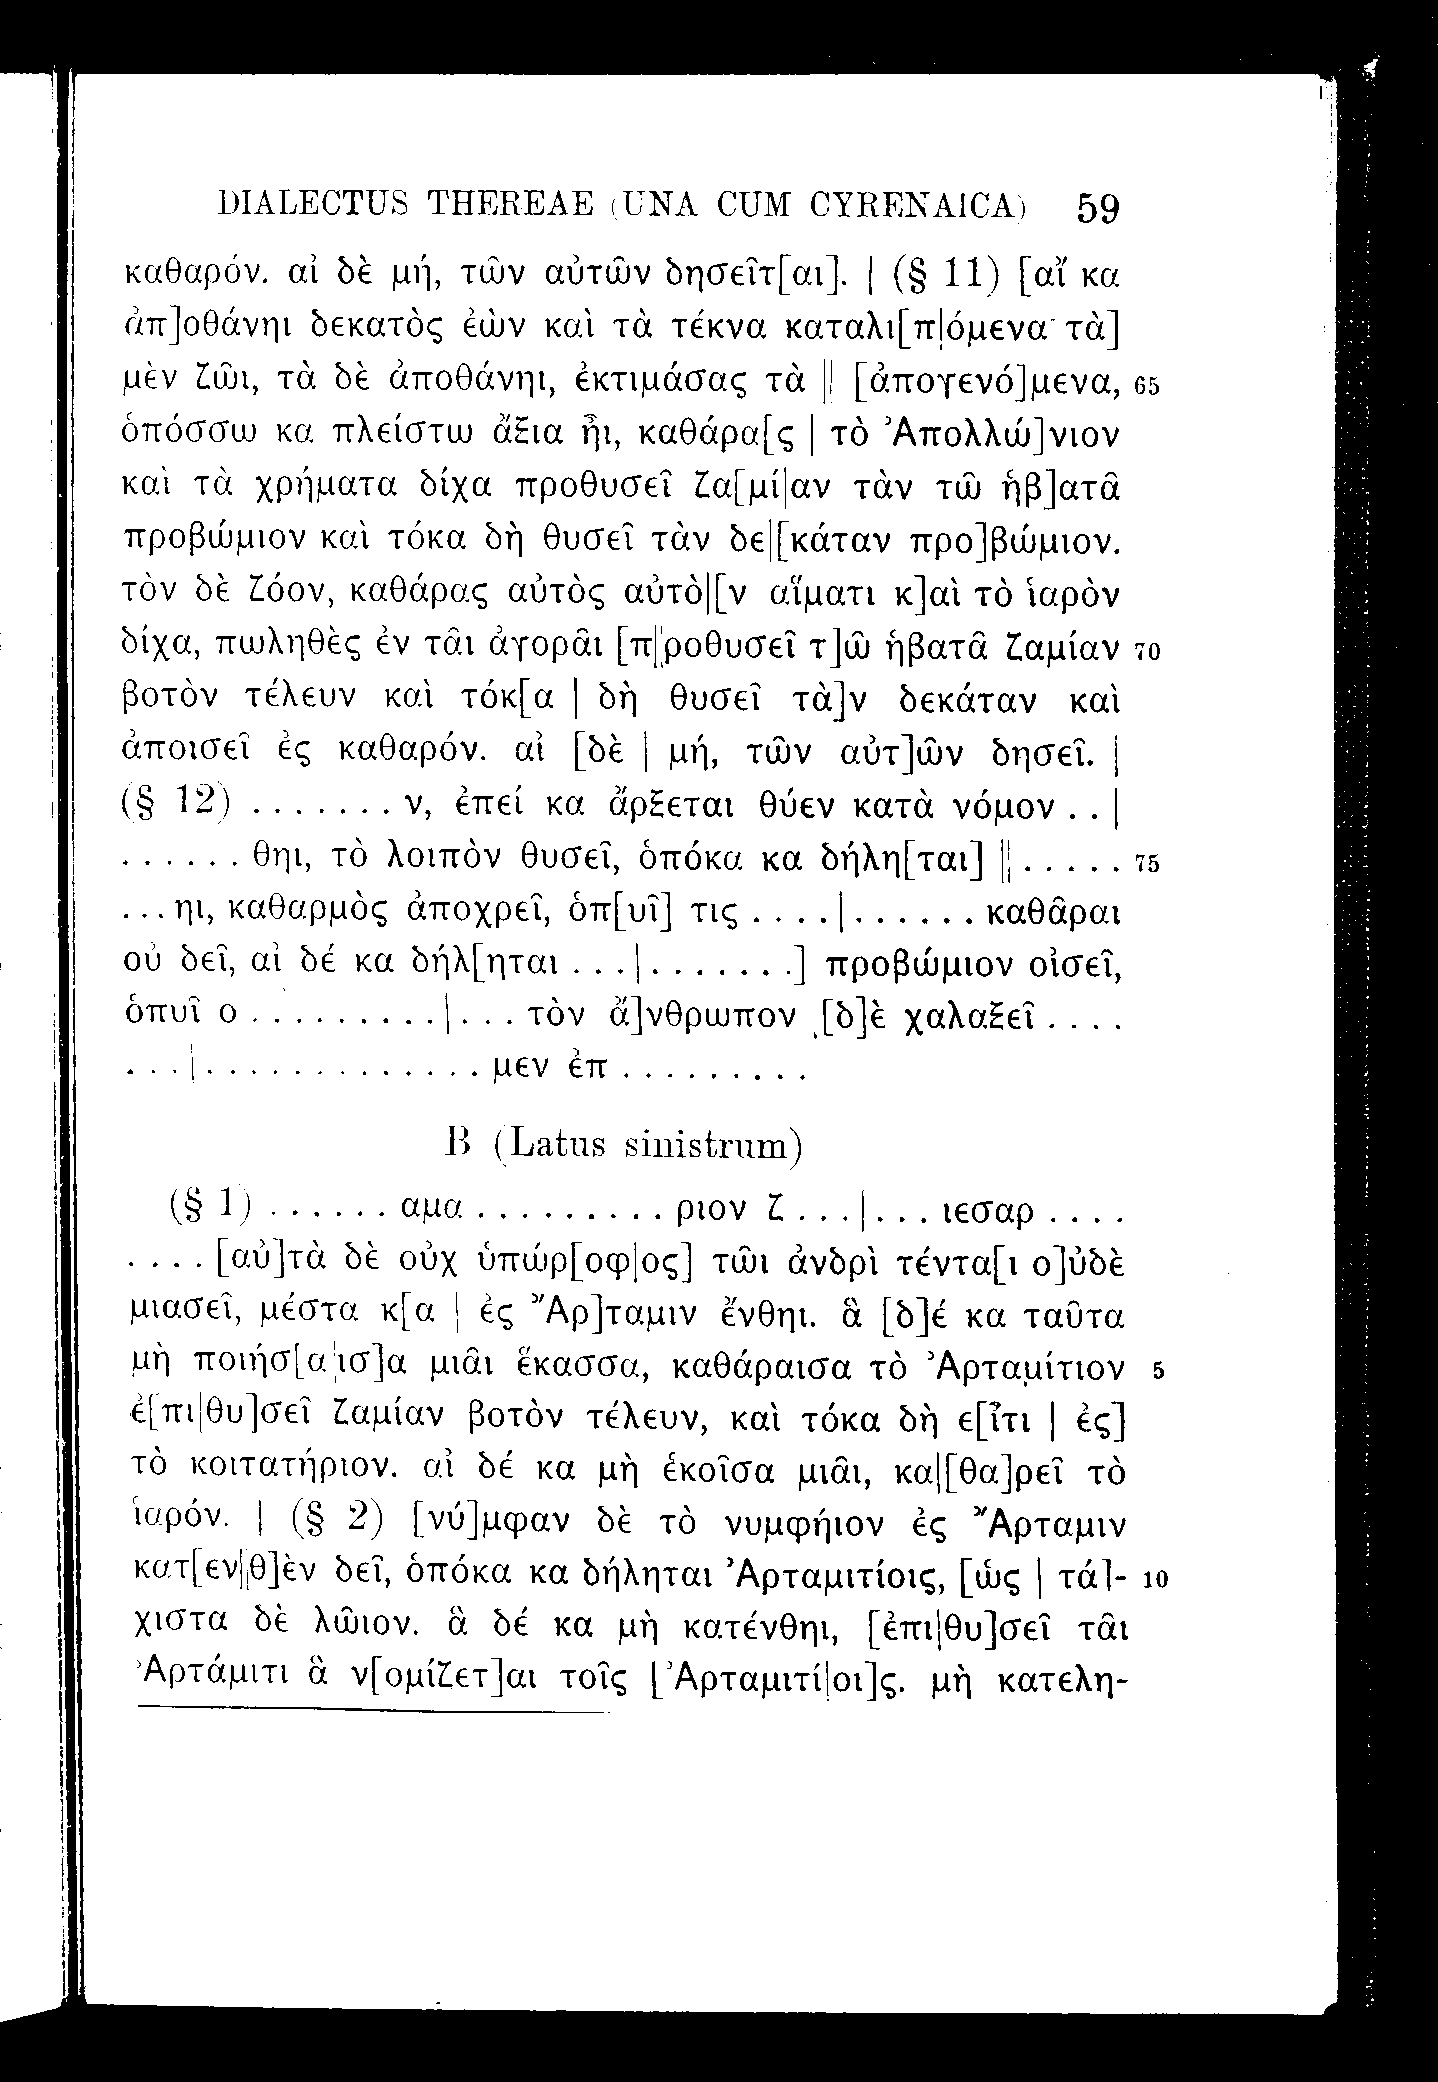 DIALECTUS THEREAE (UNA CUM CYRENAICA) 59
καθαρόν. αἰ δὲ μή, τῶν αὐτῶν δησεῖτ[αι]. | (§ 11) [αἴ κα
ἀπ]οθάνηι δεκατὸς ἐὼν καὶ τὰ τέκνα καταλι[π|όμενα· τὰ]
μὲν ζῶι, τὰ δὲ ἀποθάνηι, ἐκτιμάσας τὰ || [ἀπογενό]μενα, 65
ὁπόσσω κα πλείστω ἄξια ἦι, καθάρα[ς | τὸ Ἀπολλώ]νιον
καὶ τὰ χρήματα δίχα προθυσεῖ ζα[μί|αν τὰν τῶ ἡβ]ατᾶ
προβώμιον καὶ τόκα δὴ θυσεῖ τὰν δε|[κάταν προ]βώμιον.
τὸν δὲ ζόον, καθάρας αὐτὸς αὐτὸ|[ν αἵματι κ]αὶ τὸ ἱαρὸν
δίχα, πωληθὲς ἐν τᾶι ἀγορᾶι [π||ροθυσεῖ τ]ῶ ἡβατᾶ ζαμίαν 70
βοτὸν τέλευν καὶ τόκ[α | δὴ θυσεῖ τὰ]ν δεκάταν καὶ
ἀποισεῖ ἐς καθαρόν. αἰ [δὲ | μή, τῶν αὐτ]ῶν δησεῖ. |
(§ 12) . . . . . . . ν, ἐπεί κα ἄρξεται θύεν κατὰ νόμον . . |
. . . . . . θηι, τὸ λοιπὸν θυσεῖ, ὁπόκα κα δήλη[ται] || . . . . . 75
. . . ηι, καθαρμὸς ἀποχρεῖ, ὁπ[υῖ] τις . . . . | . . . . . . καθᾶραι
οὐ δεῖ, αἰ δέ κα δήλ[ηται . . . | . . . . . . . .] προβώμιον οἰσεῖ,
ὁπυῖ ο . . . . . . . . . | . . . τὸν ἄ]νθρωπον [δ]ὲ χαλαξεῖ . . . .
. . . | . . . . . . . . . . . . . μεν ἐπ . . . . . . . . .
B (Latus sinistrum)
(§ 1) . . . . . . αμα . . . . . . . . . ριον ζ . . . | . . . ιεσαρ . . . .
. . . . [αὐ]τὰ δὲ οὐχ ὑπώρ[οφ|ος] τῶι ἀνδρὶ τέντα[ι ο]ὐδὲ
μιασεῖ, μέστα κ[α | ἐς Ἄρ]ταμιν ἔνθηι. ἃ [δ]έ κα ταῦτα
μὴ ποιήσ[α|ισ]α μιᾶι ἕκασσα, καθάραισα τὸ Ἀρταμίτιον 5
ἐ[πι|θυ]σεῖ ζαμίαν βοτὸν τέλευν, καὶ τόκα δὴ ε[ἶτι | ἐς]
τὸ κοιτατήριον. αἰ δέ κα μὴ ἑκοῖσα μιᾶι, κα|[θα]ρεῖ τὸ
ἱαρόν. | (§ 2) [νύ]μφαν δὲ τὸ νυμφήιον ἐς Ἄρταμιν
κατ[εν||θ]ὲν δεῖ, ὁπόκα κα δήληται Ἀρταμιτίοις, [ὡς | τά]- 10
χιστα δὲ λῶιον. ἃ δέ κα μὴ κατένθηι, [ἐπι|θυ]σεῖ τᾶι
Ἀρτάμιτι ἃ ν[ομίζετ]αι τοῖς [Ἀρταμιτί|οι]ς. μὴ κατελη-